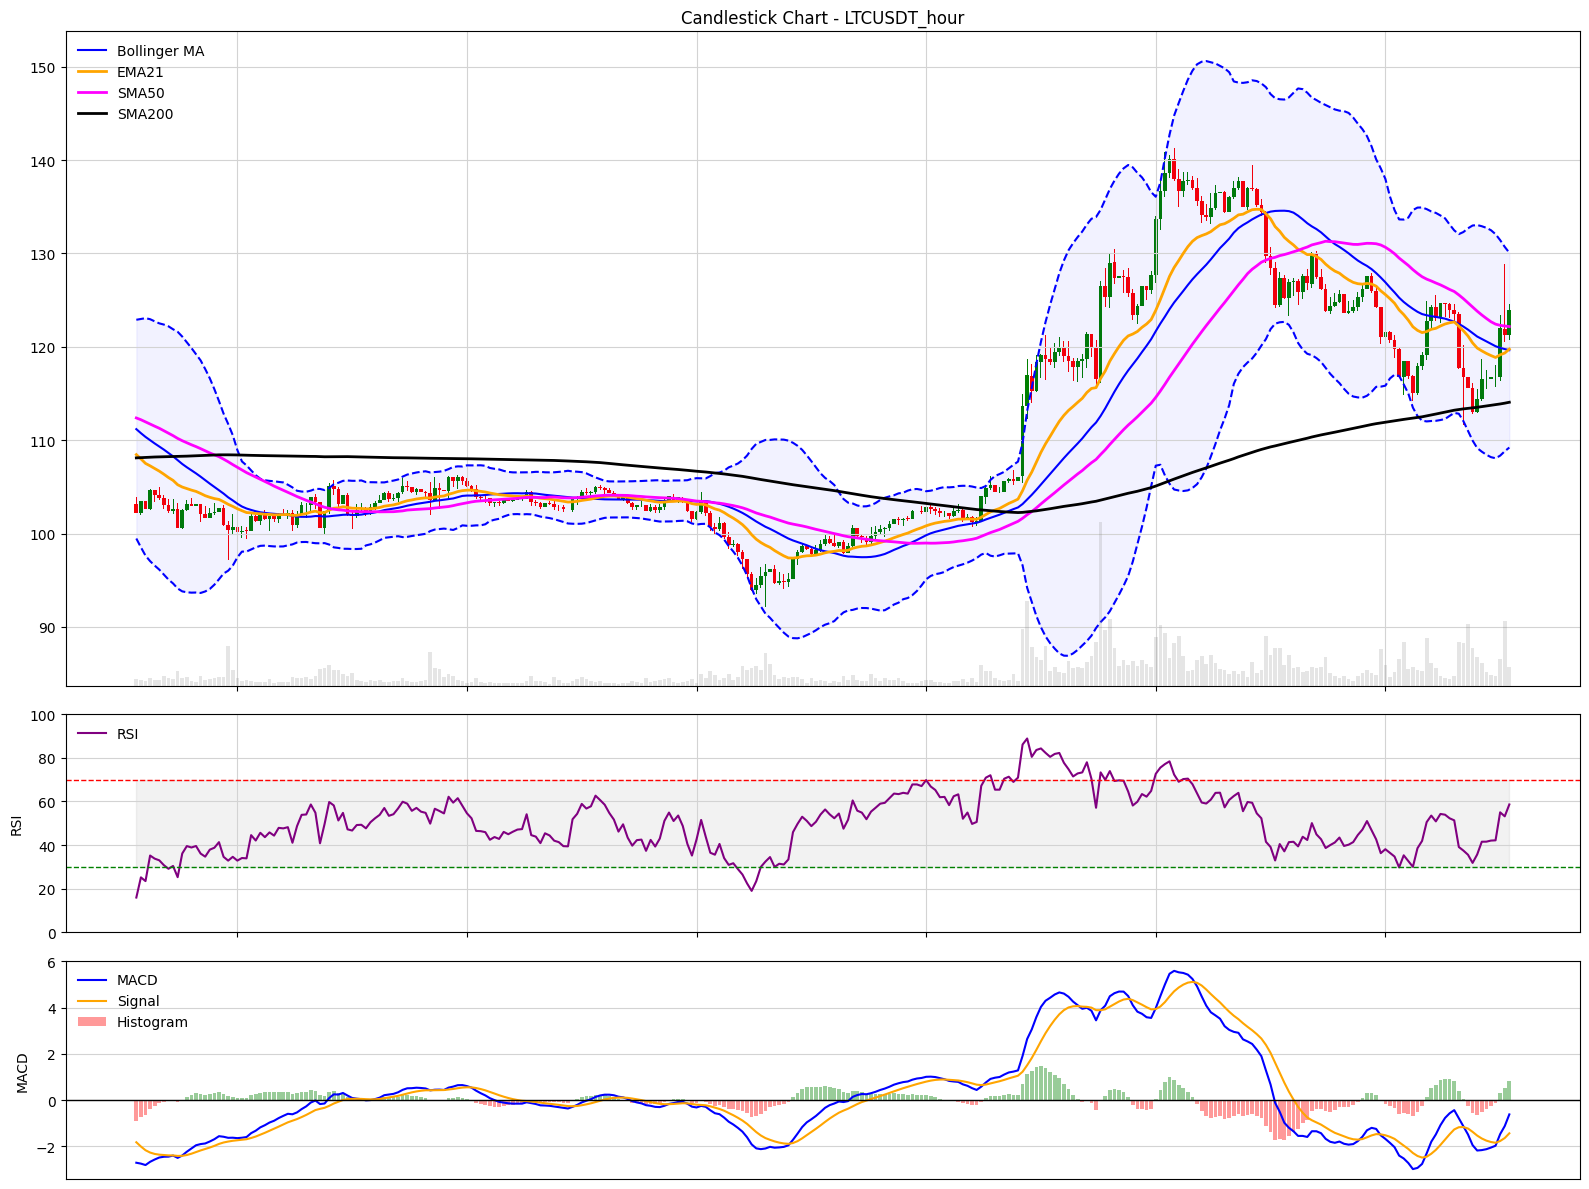 Candlestick Chart - LTCUSDT_hour
Bollinger MA
EMA21
SMA50
SMA200
150
140
130
120
110
100
90
RSI
100
80
60
40
20
0
RSI
MACD
Signal
Histogram
6
4
2
0
−2
MACD